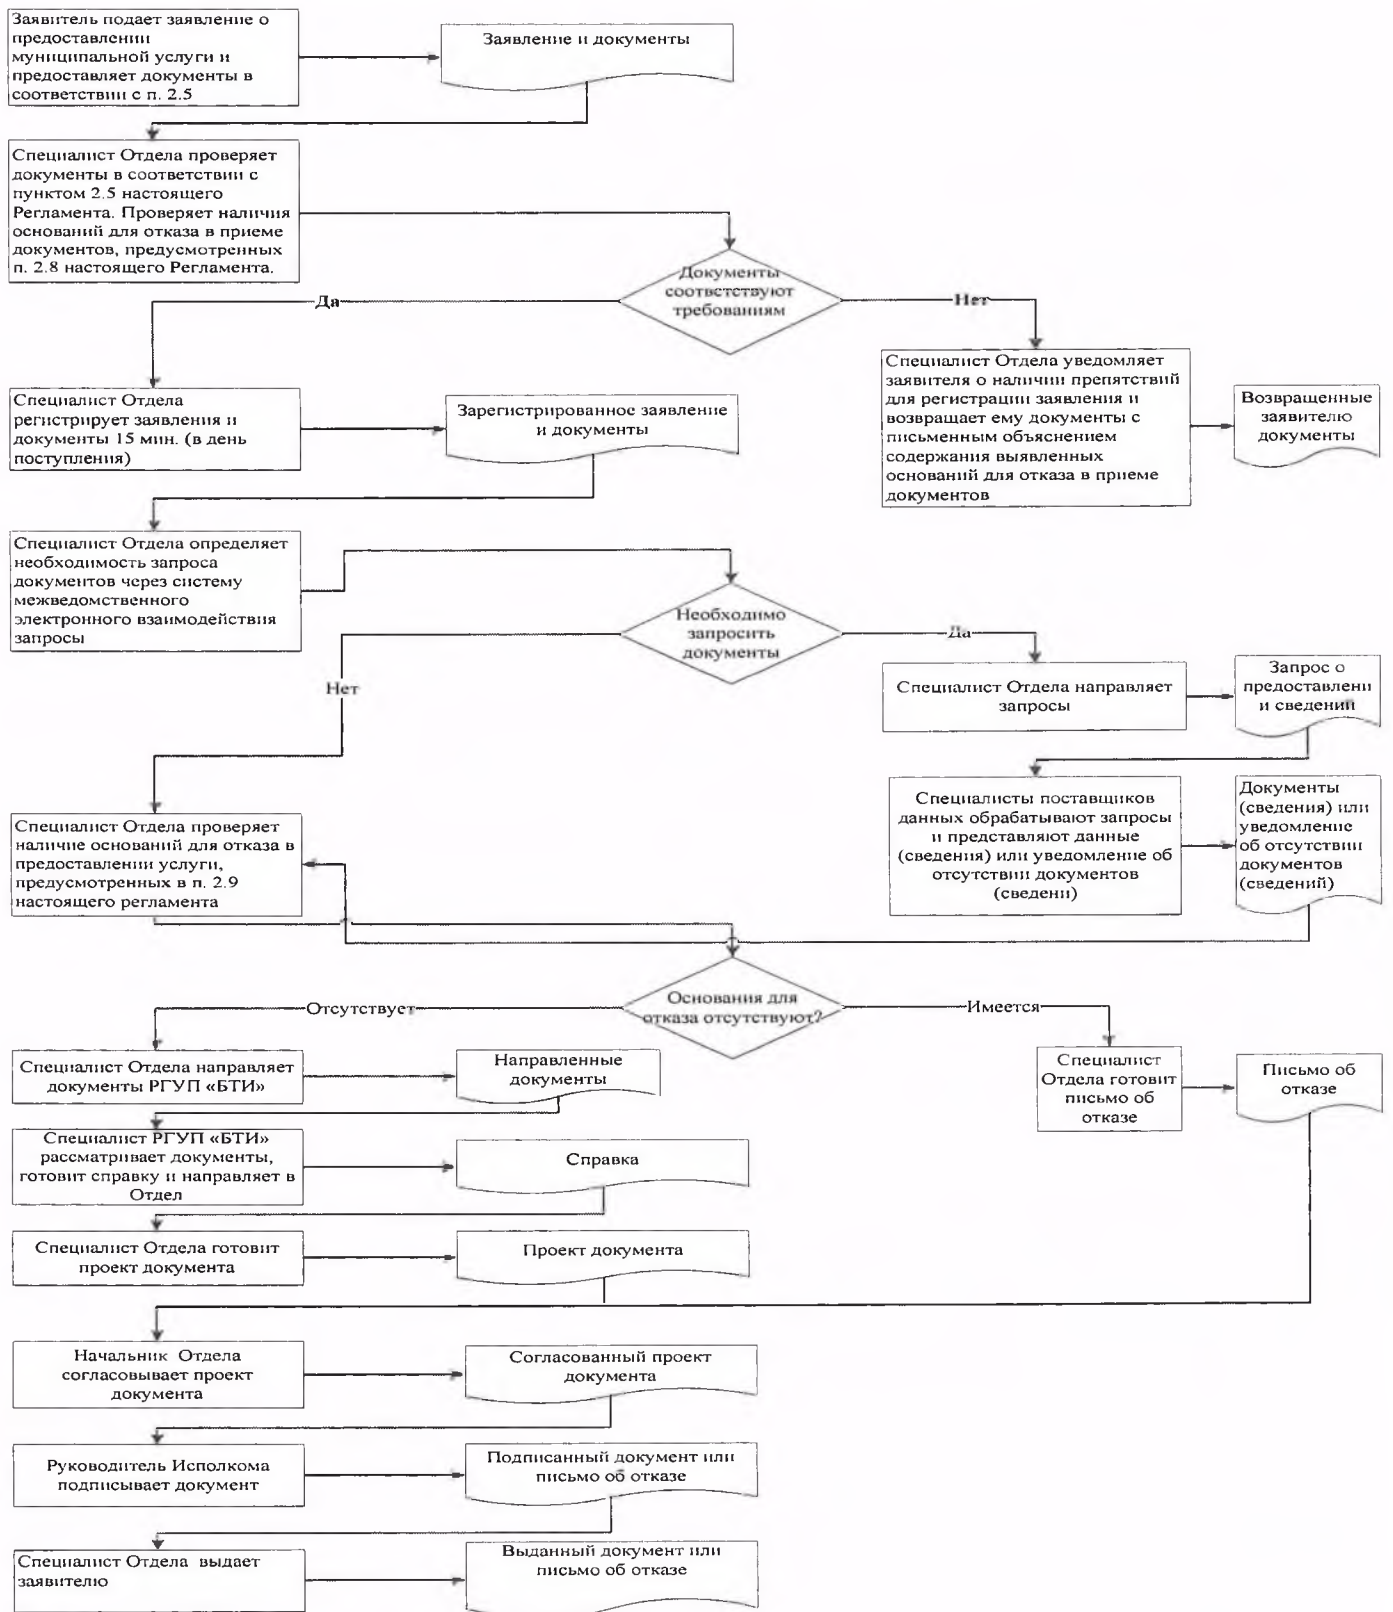 Заявитель подает заявление о
предоставлении
муниципальной услуги и
предоставляет документы в
соответствии с п. 2.5
Заявление и документы
Специалист Отдела проверяет
документы в соответствии с
пунктом 2.5 настоящего
Регламента. Проверяет наличия
оснований для отказа в приеме
документов, предусмотренных
п. 2.8 настоящего Регламента.
Документы
соответствуют
требованиям
Да
Нет
Специалист Отдела
регистрирует заявления и
документы 15 мин. (в день
поступления)
Зарегистрированное заявление
и документы
Специалист Отдела уведомляет
заявителя о наличии препятствий
для регистрации заявления и
возвращает ему документы с
письменным объяснением
содержания выявленных
оснований для отказа в приеме
документов
Возвращенные
заявителю
документы
Специалист Отдела определяет
необходимость запроса
документов через систему
межведомственного
электронного взаимодействия
запросы
Необходимо
запросить
документы
Да
Нет
Специалист Отдела направляет
запросы
Запрос о
предоставлени
и сведений
Специалисты поставщиков
данных обрабатывают запросы
и представляют данные
(сведения) или уведомление об
отсутствии документов
(сведени)
Документы
(сведения) или
уведомление
об отсутствии
документов
(сведений)
Специалист Отдела проверяет
наличие оснований для отказа в
предоставлении услуги,
предусмотренных в п. 2.9
настоящего регламента
Основания для
отказа отсутствуют?
Отсутствует
Имеется
Специалист Отдела направляет
документы РГУП «БТИ»
Направленные
документы
Специалист
Отдела готовит
письмо об
отказе
Письмо об
отказе
Специалист РГУП «БТИ»
рассматривает документы,
готовит справку и направляет в
Отдел
Справка
Специалист Отдела готовит
проект документа
Проект документа
Начальник Отдела
согласовывает проект
документа
Согласованный проект
документа
Руководитель Исполкома
подписывает документ
Подписанный документ или
письмо об отказе
Специалист Отдела выдает
заявителю
Выданный документ или
письмо об отказе